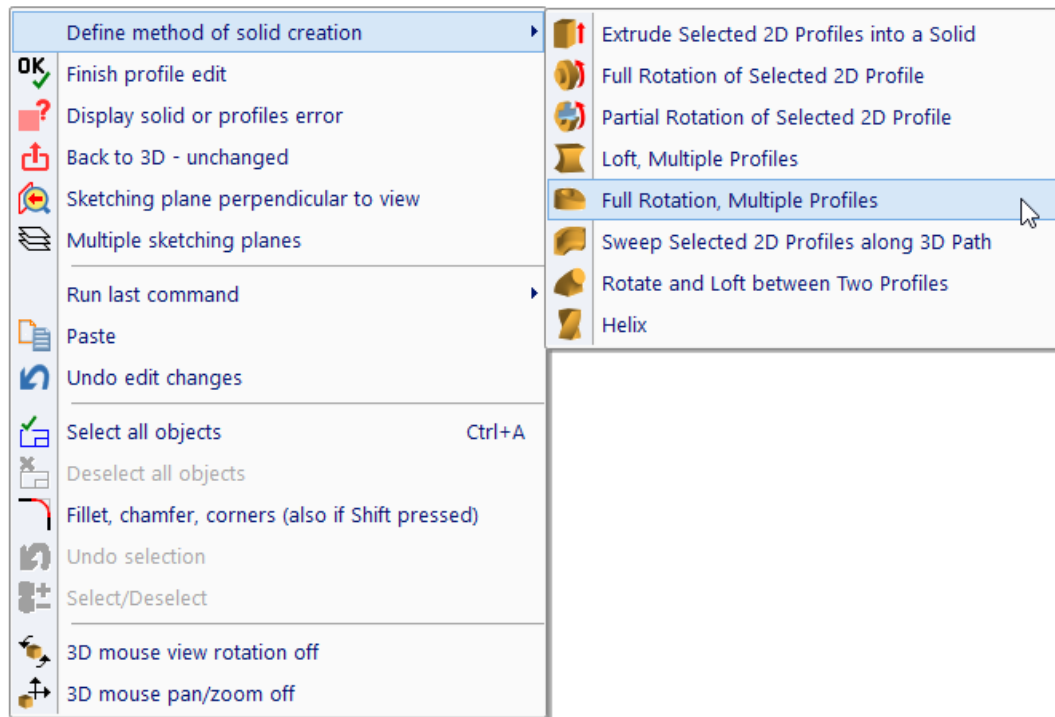 Define method of solid creation
OK
Finish profile edit
Display solid or profiles error
Back to 3D - unchanged
Sketching plane perpendicular to view
Multiple sketching planes
Run last command
Paste
Undo edit changes
Select all objects Ctrl+A
Deselect all objects
Fillet, chamfer, corners (also if Shift pressed)
Undo selection
Select/Deselect
3D mouse view rotation off
3D mouse pan/zoom off
Extrude Selected 2D Profiles into a Solid
Full Rotation of Selected 2D Profile
Partial Rotation of Selected 2D Profile
Loft, Multiple Profiles
Full Rotation, Multiple Profiles
Sweep Selected 2D Profiles along 3D Path
Rotate and Loft between Two Profiles
Helix